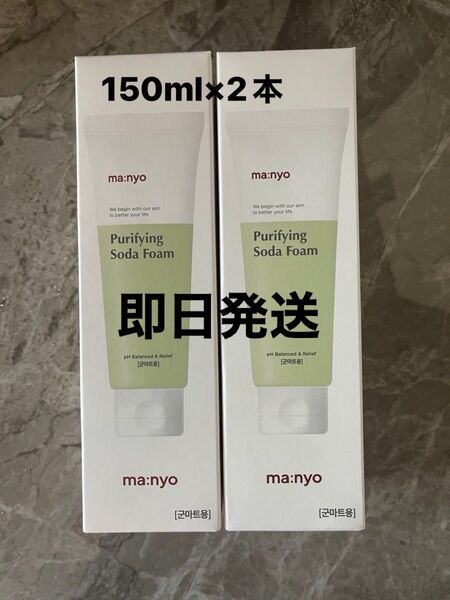 150ml×2本
ma:nyo
We begin with our aim
to better your life
Purifying
Soda Foam
pH Balanced & Relief
[군마트용]
ma:nyo
[군마트용]
ma:nyo
We begin with our aim
to better your life
Purifying
Soda Foam
pH Balanced & Relief
[군마트용]
ma:nyo
[군마트용]
即日発送